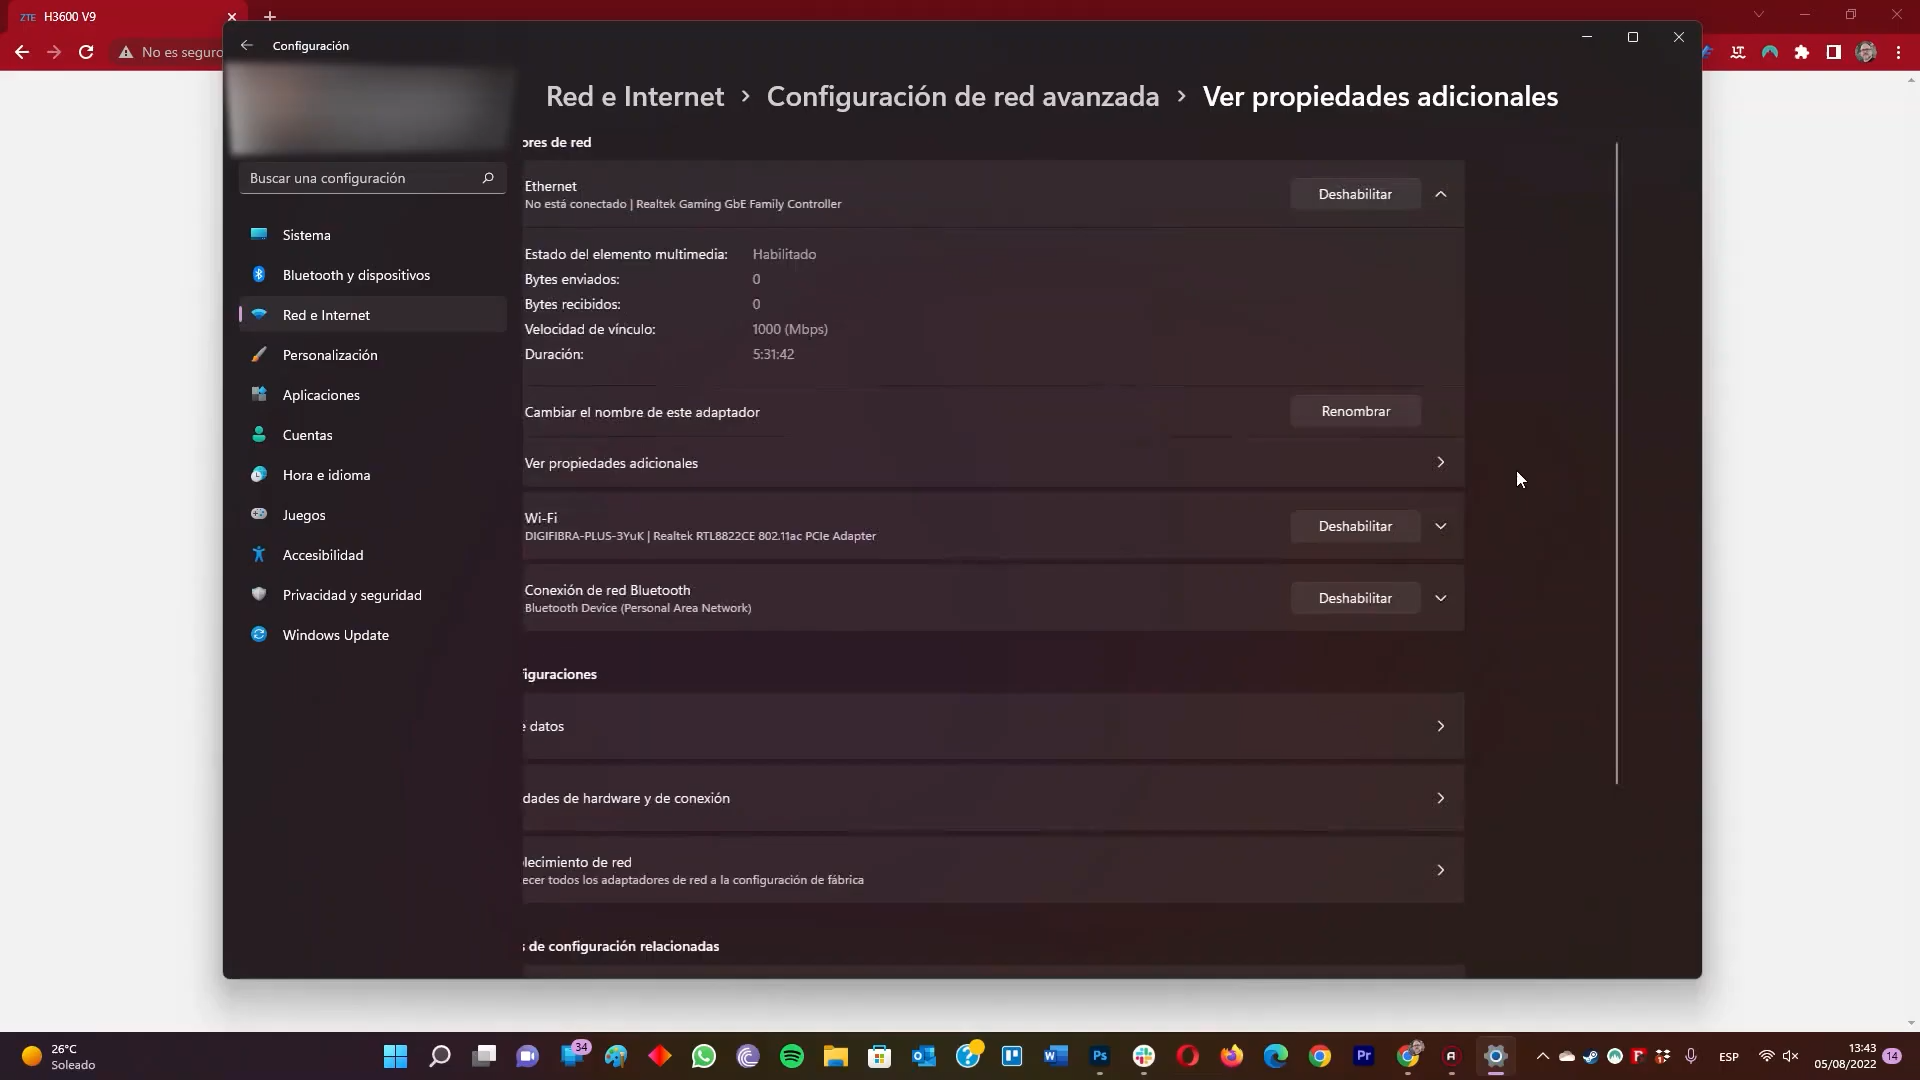 ZTE H3600 V9
No es seguro
Configuración
Red e Internet > Configuración de red avanzada > Ver propiedades adicionales
ores de red
Buscar una configuración
Sistema
Bluetooth y dispositivos
Red e Internet
Personalización
Aplicaciones
Cuentas
Hora e idioma
Juegos
Accesibilidad
Privacidad y seguridad
Windows Update
Ethernet
No está conectado | Realtek Gaming GbE Family Controller
Deshabilitar
Estado del elemento multimedia: Habilitado
Bytes enviados: 0
Bytes recibidos: 0
Velocidad de vínculo: 1000 (Mbps)
Duración: 5:31:42
Cambiar el nombre de este adaptador
Renombrar
Ver propiedades adicionales
Wi-Fi
DIGIFIBRA-PLUS-3YuK | Realtek RTL8822CE 802.11ac PCIe Adapter
Deshabilitar
Conexión de red Bluetooth
Bluetooth Device (Personal Area Network)
Deshabilitar
iguraciones
e datos
dades de hardware y de conexión
lecimiento de red
ecer todos los adaptadores de red a la configuración de fábrica
s de configuración relacionadas
26°C
Soleado
34
W
Ps
Pr
ESP
13:43
05/08/2022
14